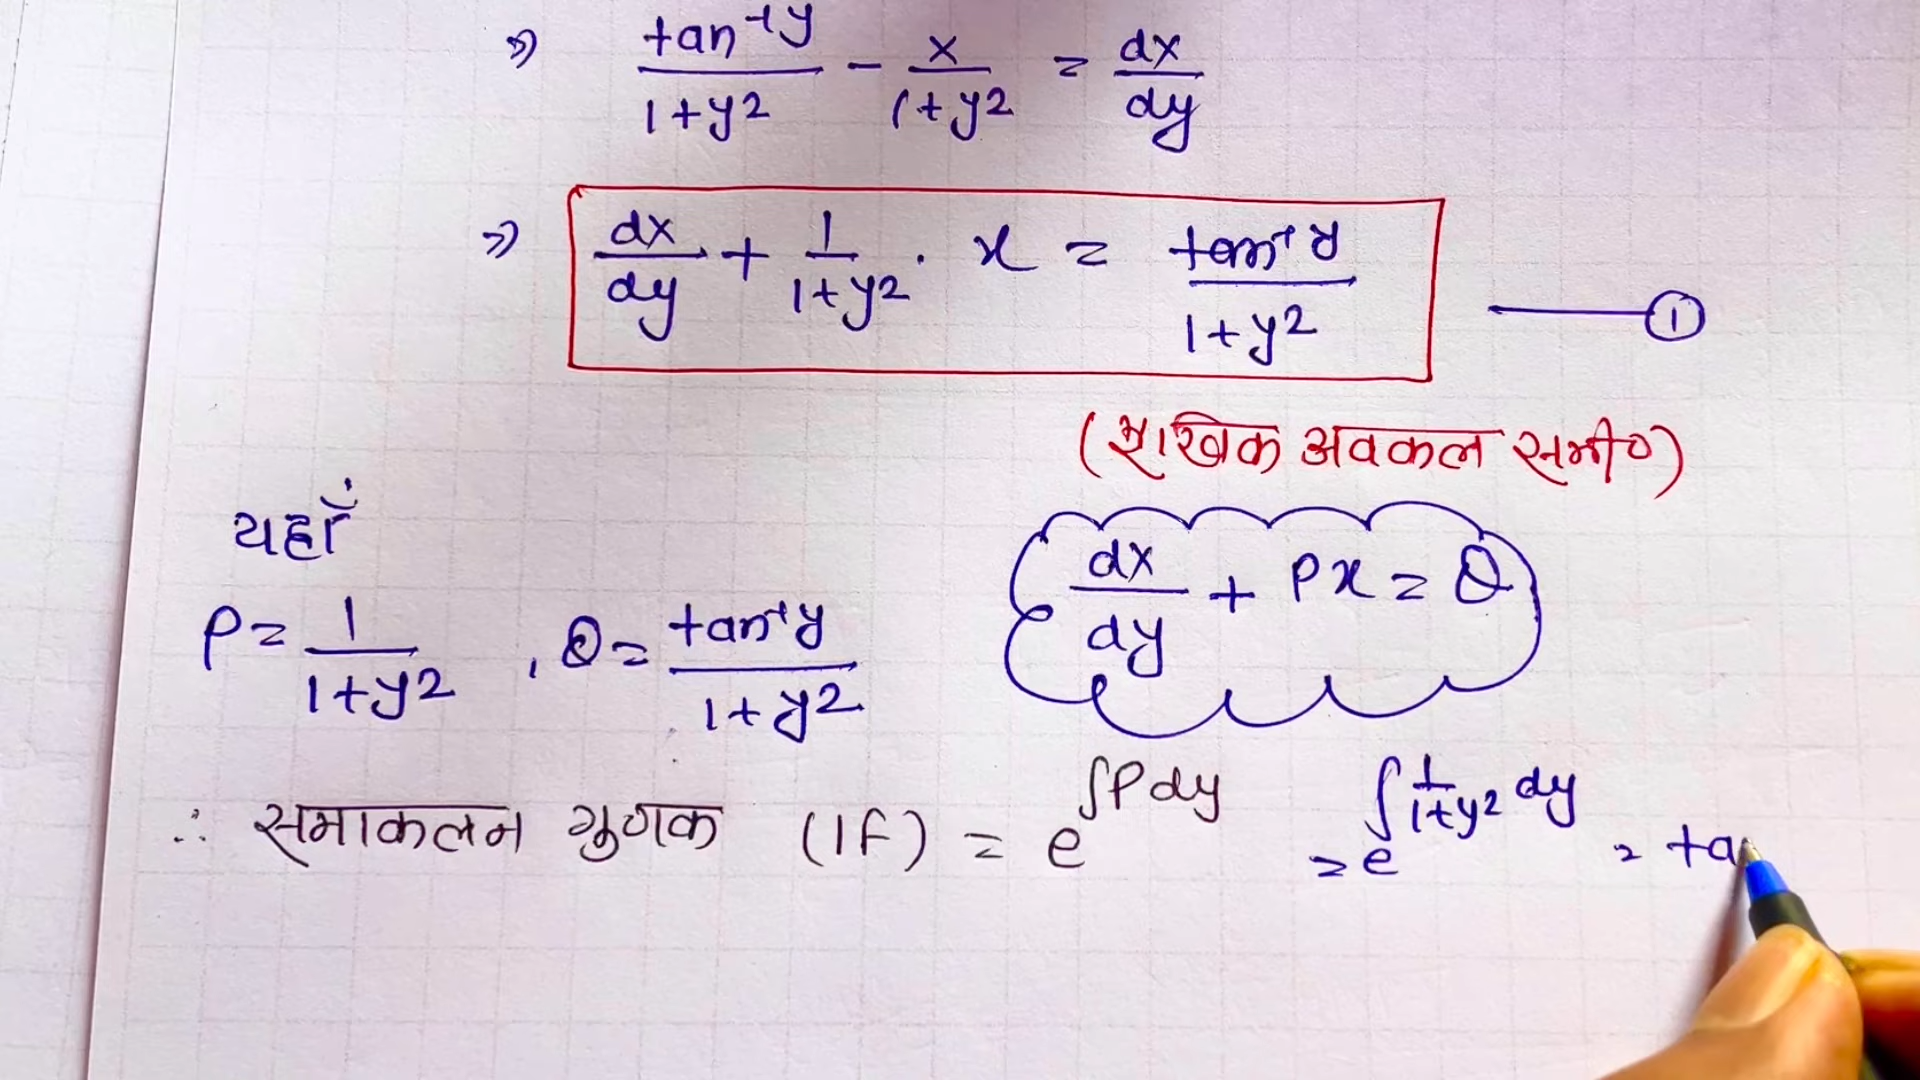 ⇒ tan⁻¹y/1+y² - x/1+y² = dx/dy
⇒ dx/dy + 1/1+y² · x = tan⁻¹y/1+y² —— ①
(रैखिक अवकल समी०)
यहाँ
dx/dy + Px = Q
P = 1/1+y² , Q = tan⁻¹y/1+y²
∴ समाकलन गुणक (IF) = e^∫Pdy = e^∫1/1+y² dy = ta